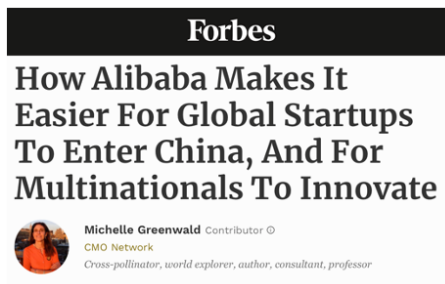 Forbes
How Alibaba Makes It
Easier For Global Startups
To Enter China, And For
Multinationals To Innovate
Michelle Greenwald Contributor ⓘ
CMO Network
Cross-pollinator, world explorer, author, consultant, professor